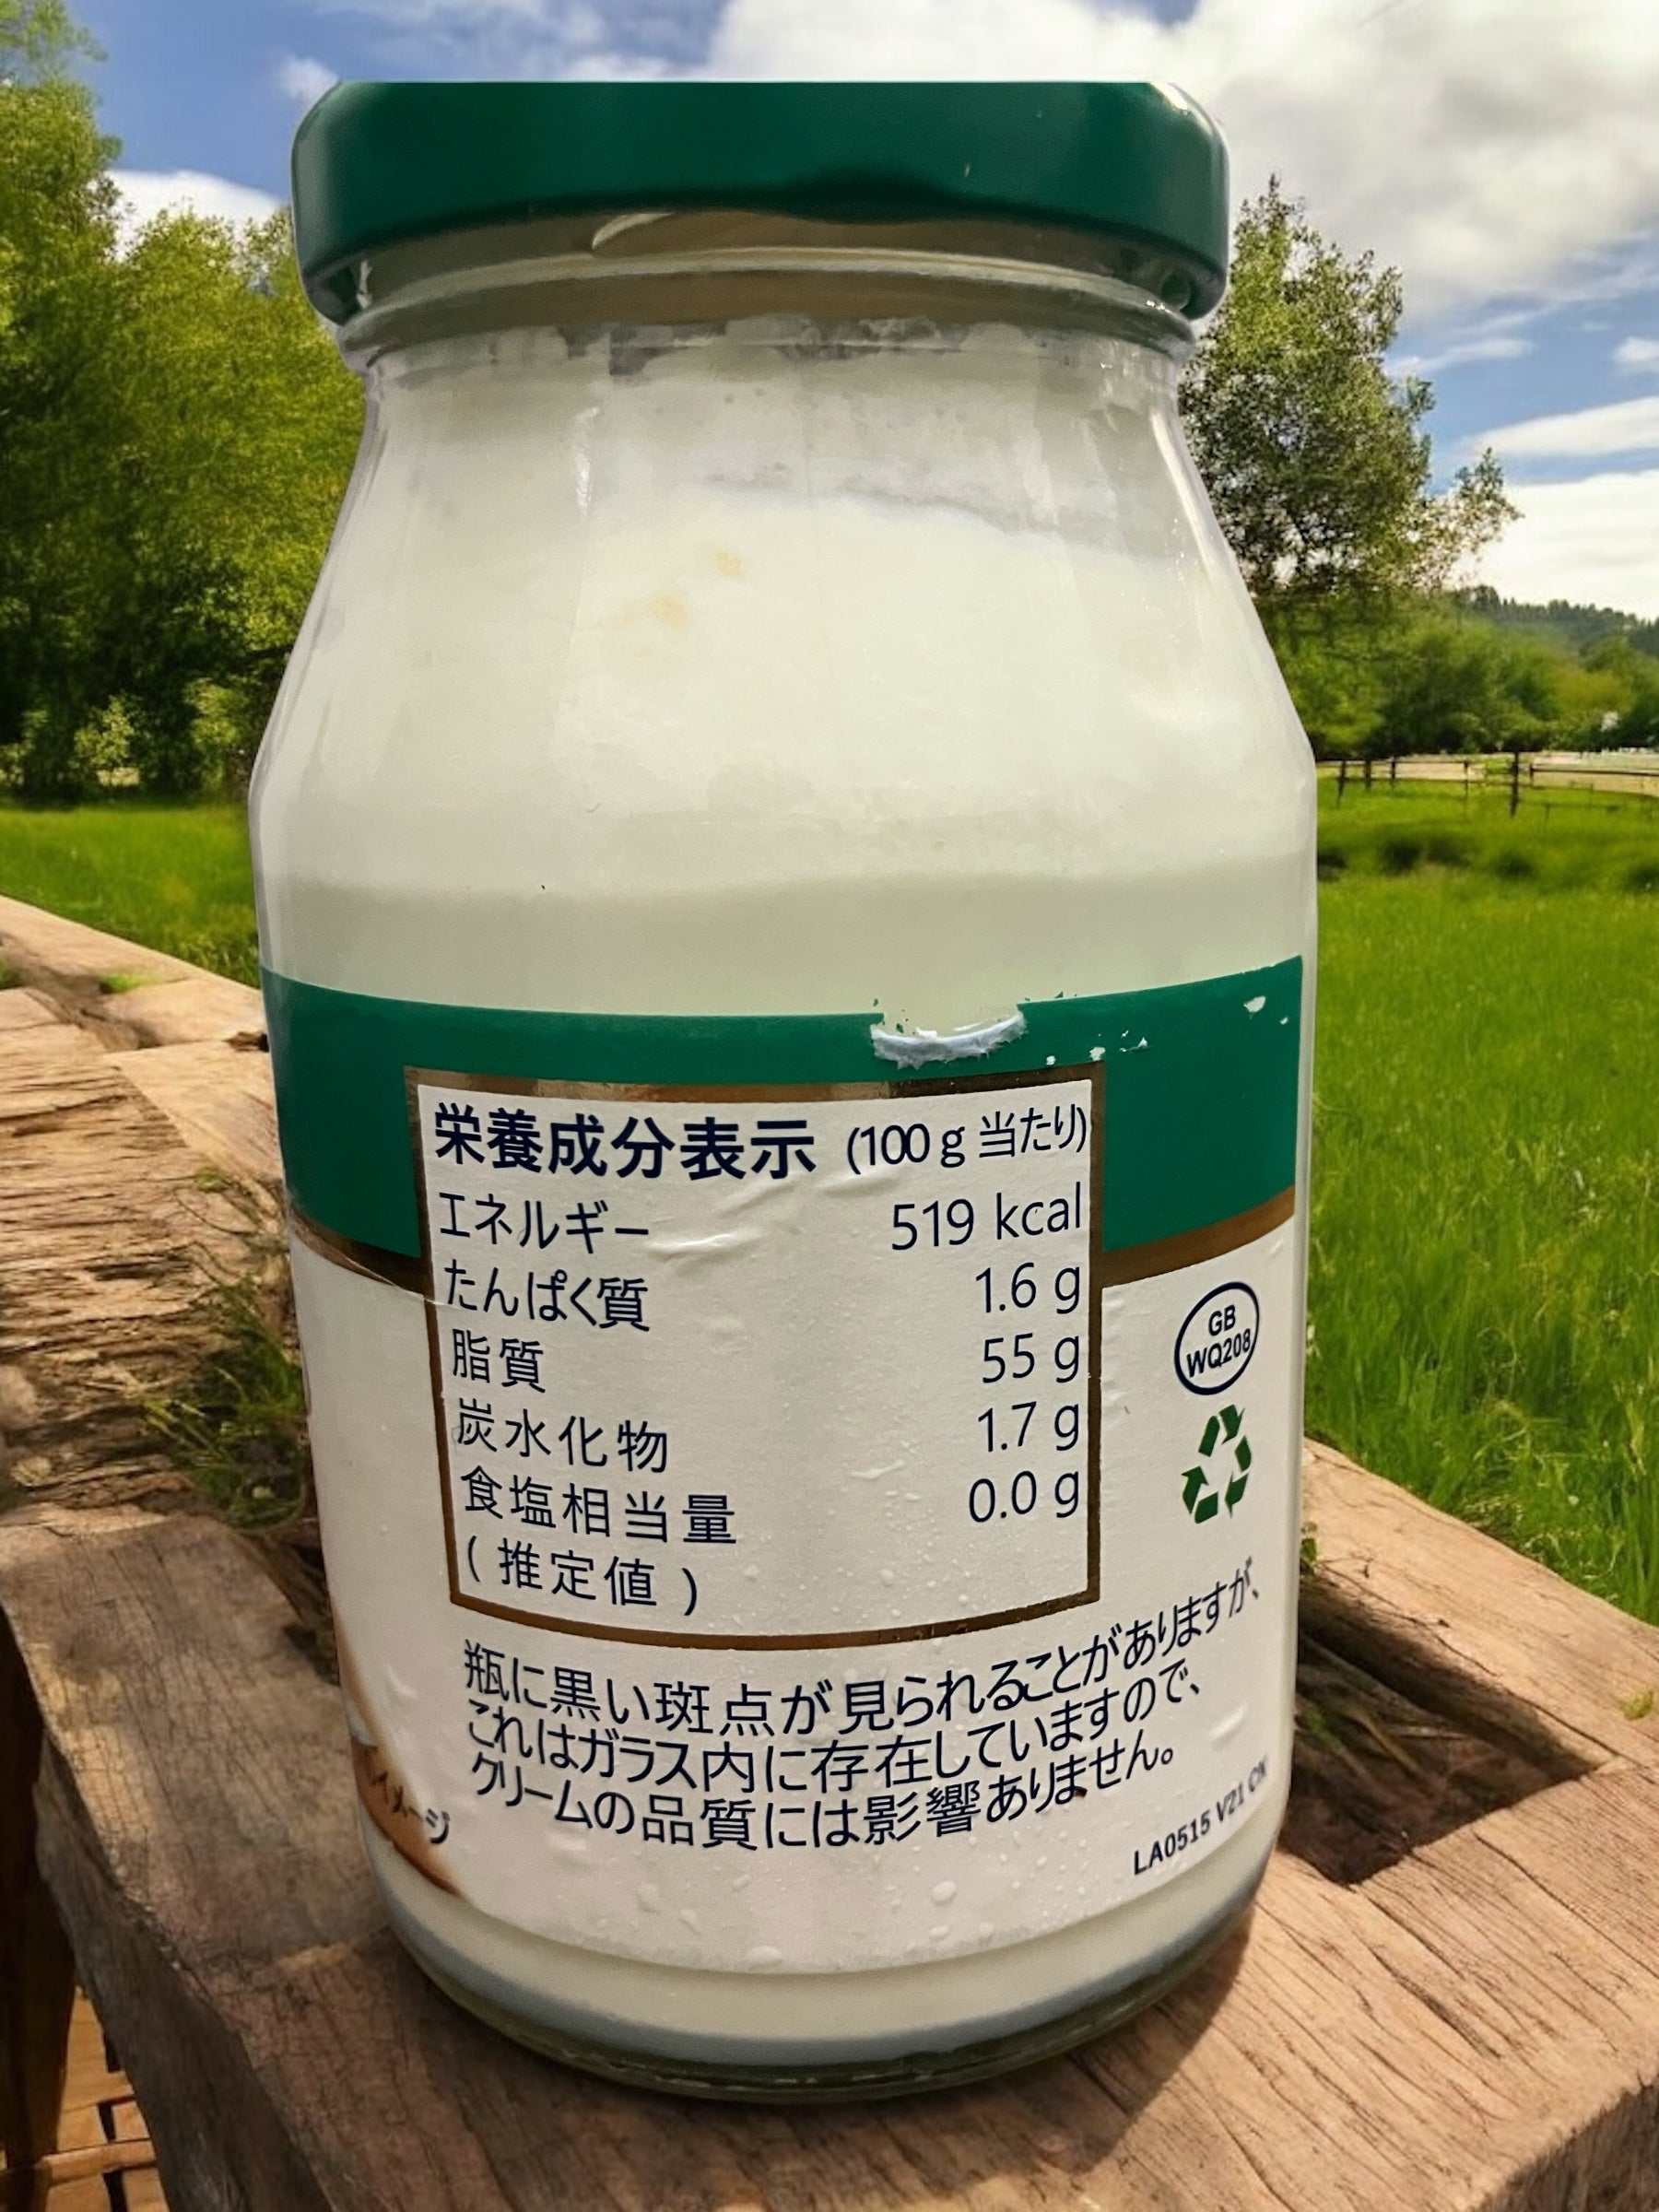 栄養成分表示 (100 g 当たり)
エネルギー 519 kcal
たんぱく質 1.6 g
脂質 55 g
炭水化物 1.7 g
食塩相当量 0.0 g
(推定値)
GB
WQ208
瓶に黒い斑点が見られることがありますが、
これはガラス内に存在していますので、
クリームの品質には影響ありません。
イメージ
LA0515 V21 CK